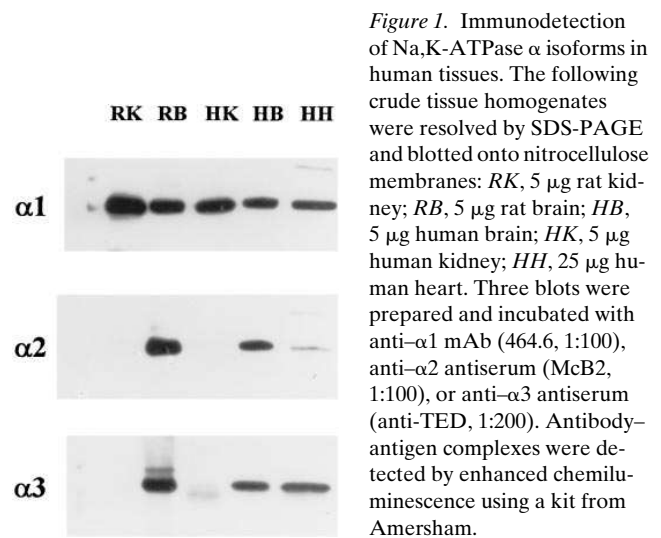 RK RB HK HB HH
α1
α2
α3
Figure 1. Immunodetection
of Na,K-ATPase α isoforms in
human tissues. The following
crude tissue homogenates
were resolved by SDS-PAGE
and blotted onto nitrocellulose
membranes: RK, 5 μg rat kid-
ney; RB, 5 μg rat brain; HB,
5 μg human brain; HK, 5 μg
human kidney; HH, 25 μg hu-
man heart. Three blots were
prepared and incubated with
anti–α1 mAb (464.6, 1:100),
anti–α2 antiserum (McB2,
1:100), or anti–α3 antiserum
(anti-TED, 1:200). Antibody–
antigen complexes were de-
tected by enhanced chemilu-
minescence using a kit from
Amersham.